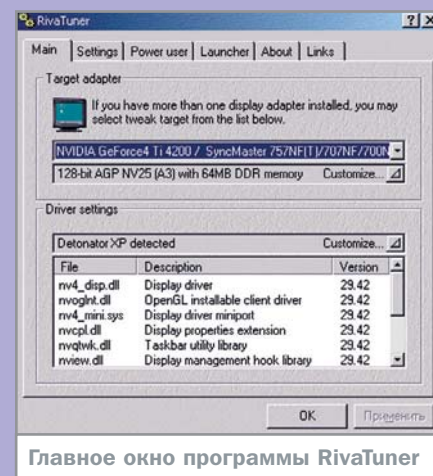 RivaTuner
Main Settings Power user Launcher About Links
Target adapter
If you have more than one display adapter installed, you may
select tweak target from the list below.
NVIDIA GeForce4 Ti 4200 / SyncMaster 757NF(T)/707NF/700N
128-bit AGP NV25 (A3) with 64MB DDR memory Customize...
Driver settings
Detonator XP detected Customize...
File Description Version
nv4_disp.dll Display driver 29.42
nvoglnt.dll OpenGL installable client driver 29.42
nv4_mini.sys Display driver miniport 29.42
nvcpl.dll Display properties extension 29.42
nvqtwk.dll Taskbar utility library 29.42
nview.dll Display management hook library 29.42
OK Применить
Главное окно программы RivaTuner